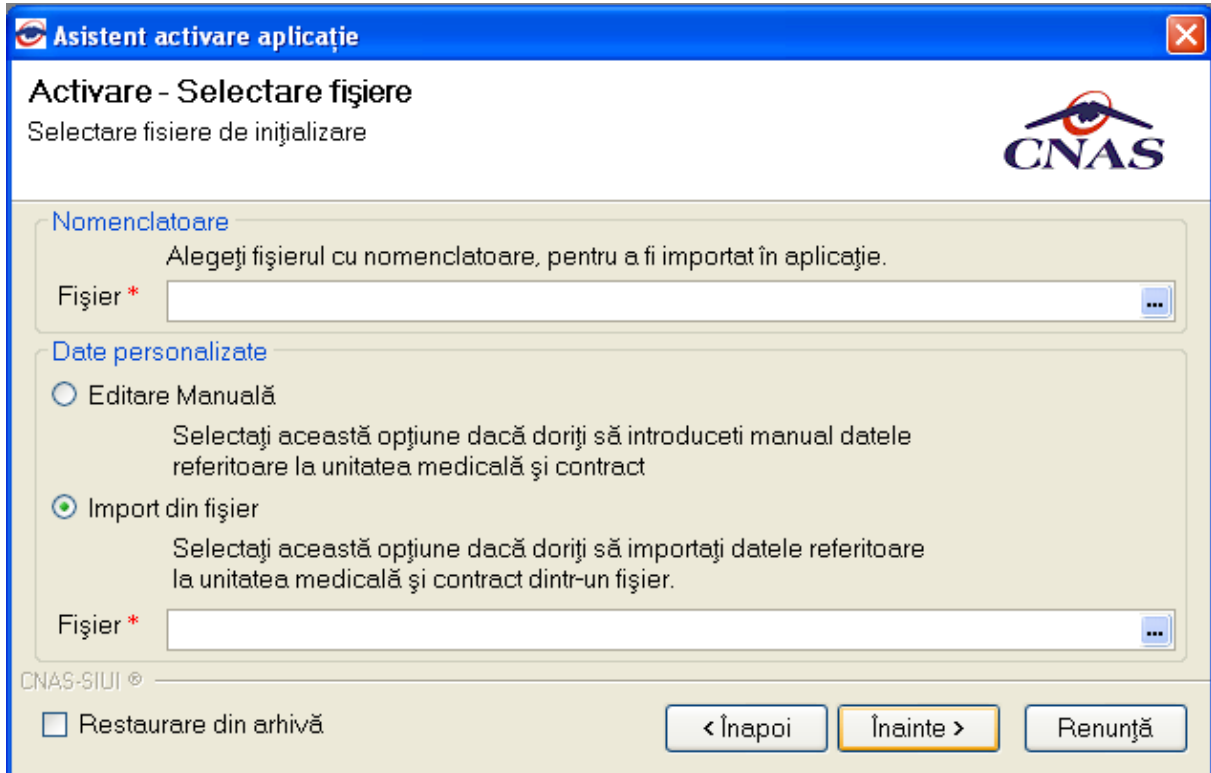 Asistent activare aplicație
Activare - Selectare fişiere
Selectare fisiere de iniţializare
CNAS
Nomenclatoare
Alegeţi fişierul cu nomenclatoare, pentru a fi importat în aplicaţie.
Fişier *
...
Date personalizate
Editare Manuală
Selectaţi această opţiune dacă doriţi să introduceti manual datele
referitoare la unitatea medicală şi contract
Import din fişier
Selectaţi această opţiune dacă doriţi să importaţi datele referitoare
la unitatea medicală şi contract dintr-un fişier.
Fişier *
...
CNAS-SIUI ®
Restaurare din arhivă
< Înapoi
Înainte >
Renunţă